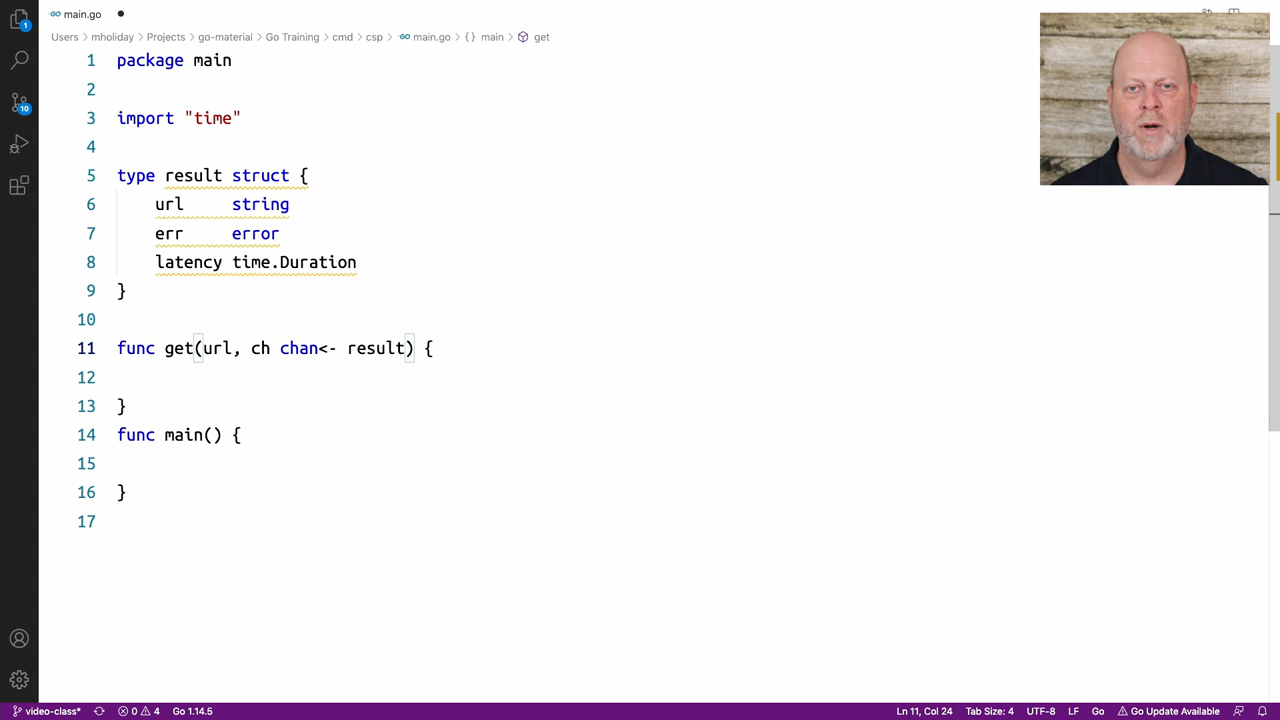 main.go
Users > mholiday > Projects > go-material > Go Training > cmd > csp > main.go > {} main > get
1 package main
2
3 import "time"
4
5 type result struct {
6 url string
7 err error
8 latency time.Duration
9 }
10
11 func get(url, ch chan<- result) {
12
13 }
14 func main() {
15
16 }
17
1
10
video-class* 0 4 Go 1.14.5 Ln 11, Col 24 Tab Size: 4 UTF-8 LF Go Go Update Available